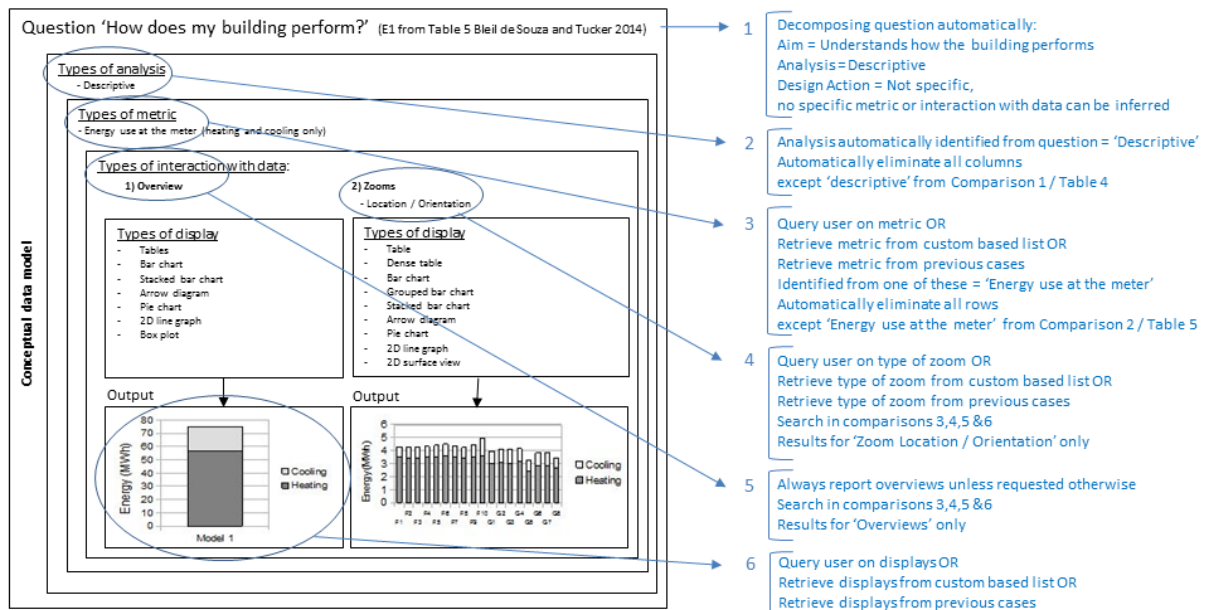 Question ‘How does my building perform?’ (E1 from Table 5 Bleil de Souza and Tucker 2014)
Conceptual data model
Types of analysis
- Descriptive
Types of metric
- Energy use at the meter (heating and cooling only)
Types of interaction with data:
1) Overview
Types of display
- Tables
- Bar chart
- Stacked bar chart
- Arrow diagram
- Pie chart
- 2D line graph
- Box plot
Output
Energy (MWh)
80
70
60
50
40
30
20
10
0
Model 1
Cooling
Heating
2) Zooms
- Location / Orientation
Types of display
- Table
- Dense table
- Bar chart
- Grouped bar chart
- Stacked bar chart
- Arrow diagram
- Pie chart
- 2D line graph
- 2D surface view
Output
Energy(MWh)
6
5
4
3
2
1
0
Cooling
Heating
1 Decomposing question automatically:
Aim = Understands how the building performs
Analysis = Descriptive
Design Action = Not specific,
no specific metric or interaction with data can be inferred
2 Analysis automatically identified from question = ‘Descriptive’
Automatically eliminate all columns
except ‘descriptive’ from Comparison 1 / Table 4
3 Query user on metric OR
Retrieve metric from custom based list OR
Retrieve metric from previous cases
Identified from one of these = ‘Energy use at the meter’
Automatically eliminate all rows
except ‘Energy use at the meter’ from Comparison 2 / Table 5
4 Query user on type of zoom OR
Retrieve type of zoom from custom based list OR
Retrieve type of zoom from previous cases
Search in comparisons 3,4,5 &6
Results for ‘Zoom Location / Orientation’ only
5 Always report overviews unless requested otherwise
Search in comparisons 3,4,5 &6
Results for ‘Overviews’ only
6 Query user on displays OR
Retrieve displays from custom based list OR
Retrieve displays from previous cases